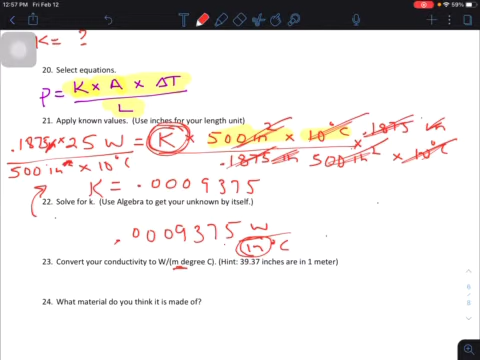 12:57 PM Fri Feb 12
59%
K = ?
20. Select equations.
P = K x A x ΔT
L
21. Apply known values. (Use inches for your length unit)
.1875 in x 25 W = K x 500 in² x 10°C x .1875 in
500 in² x 10°C .1875 in 500 in² x 10°C
K = .0009375
22. Solve for k. (Use Algebra to get your unknown by itself.)
.0009375 W
in °C
23. Convert your conductivity to W/(m degree C). (Hint: 39.37 inches are in 1 meter)
24. What material do you think it is made of?